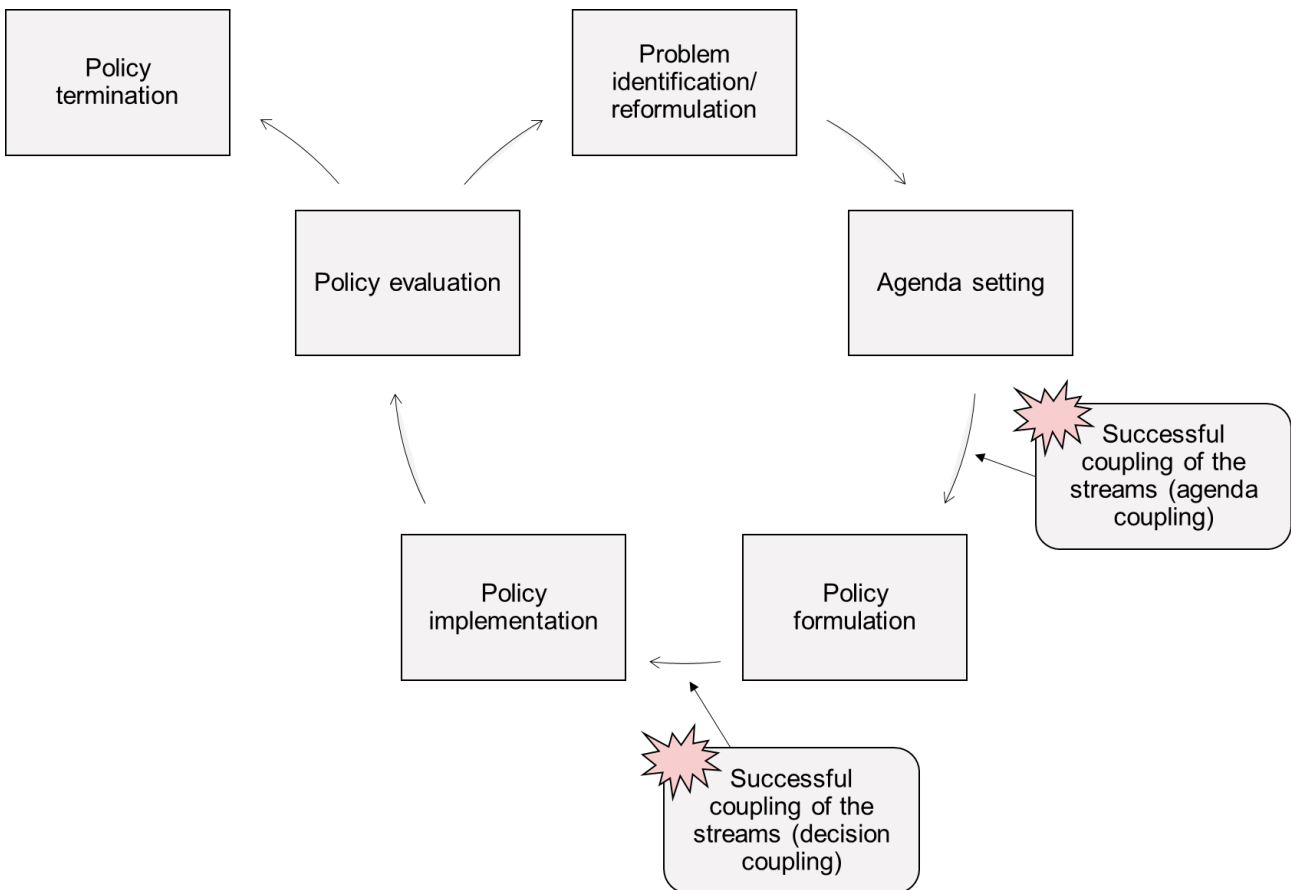 Policy
termination
Problem
identification/
reformulation
Policy evaluation
Agenda setting
Successful
coupling of the
streams (agenda
coupling)
Policy
implementation
Policy
formulation
Successful
coupling of the
streams (decision
coupling)